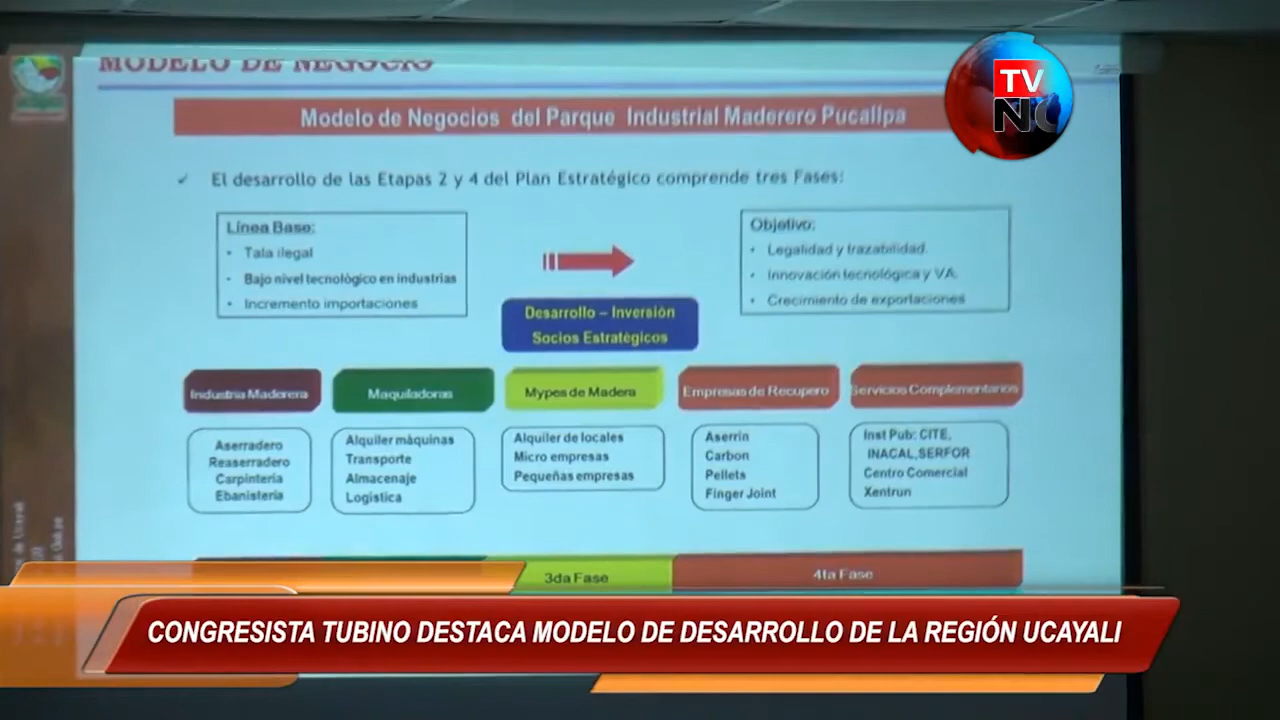 MODELO DE NEGOCIO
TV
NC
Modelo de Negocios del Parque Industrial Maderero Pucallpa
✓ El desarrollo de las Etapas 2 y 4 del Plan Estratégico comprende tres Fases:
Línea Base:
• Tala ilegal
• Bajo nivel tecnológico en industrias
• Incremento importaciones
Objetivo:
• Legalidad y trazabilidad.
• Innovación tecnológica y VA.
• Crecimiento de exportaciones
Desarrollo – Inversión
Socios Estratégicos
Industria Maderera
Maquiladoras
Mypes de Madera
Empresas de Recupero
Servicios Complementarios
Aserradero
Reaserradero
Carpintería
Ebanistería
Alquiler máquinas
Transporte
Almacenaje
Logística
Alquiler de locales
Micro empresas
Pequeñas empresas
Aserrin
Carbon
Pellets
Finger Joint
Inst Pub: CITE,
INACAL,SERFOR
Centro Comercial
Xentrun
3da Fase
4ta Fase
CONGRESISTA TUBINO DESTACA MODELO DE DESARROLLO DE LA REGIÓN UCAYALI